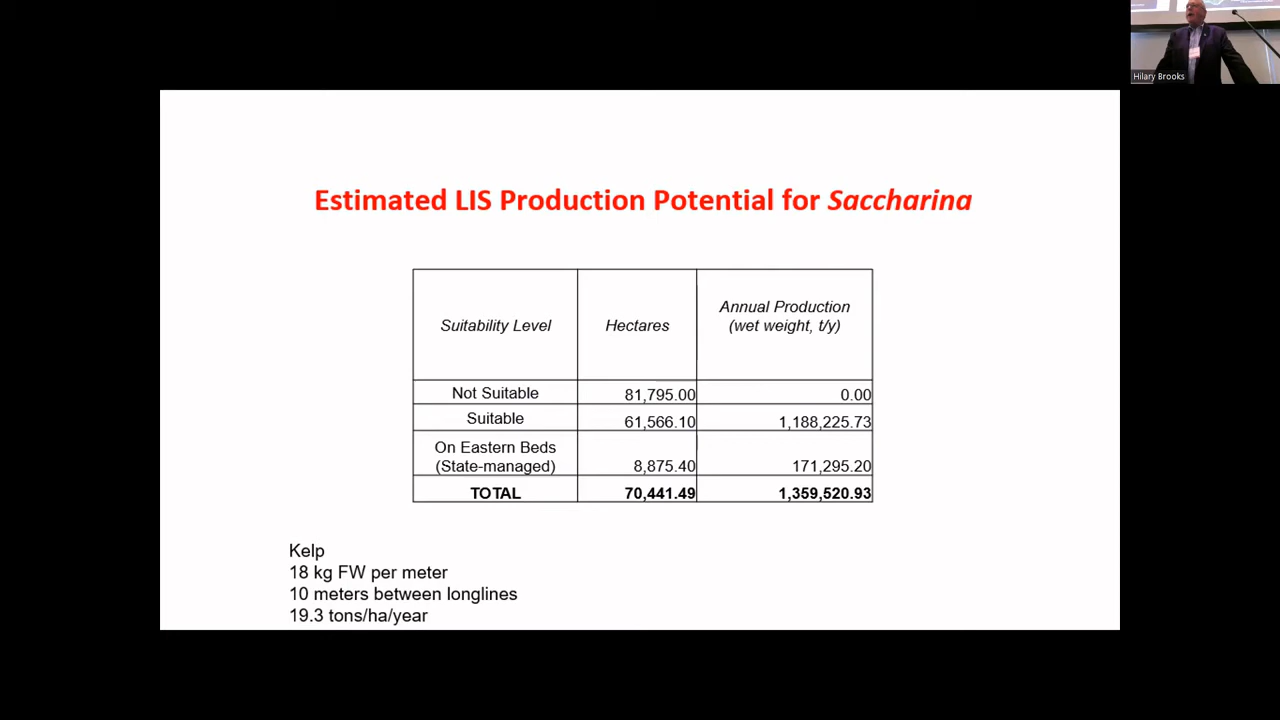 Hilary Brooks
Estimated LIS Production Potential for Saccharina
Suitability Level
Hectares
Annual Production
(wet weight, t/y)
Not Suitable
81,795.00
0.00
Suitable
61,566.10
1,188,225.73
On Eastern Beds
(State-managed)
8,875.40
171,295.20
TOTAL
70,441.49
1,359,520.93
Kelp
18 kg FW per meter
10 meters between longlines
19.3 tons/ha/year